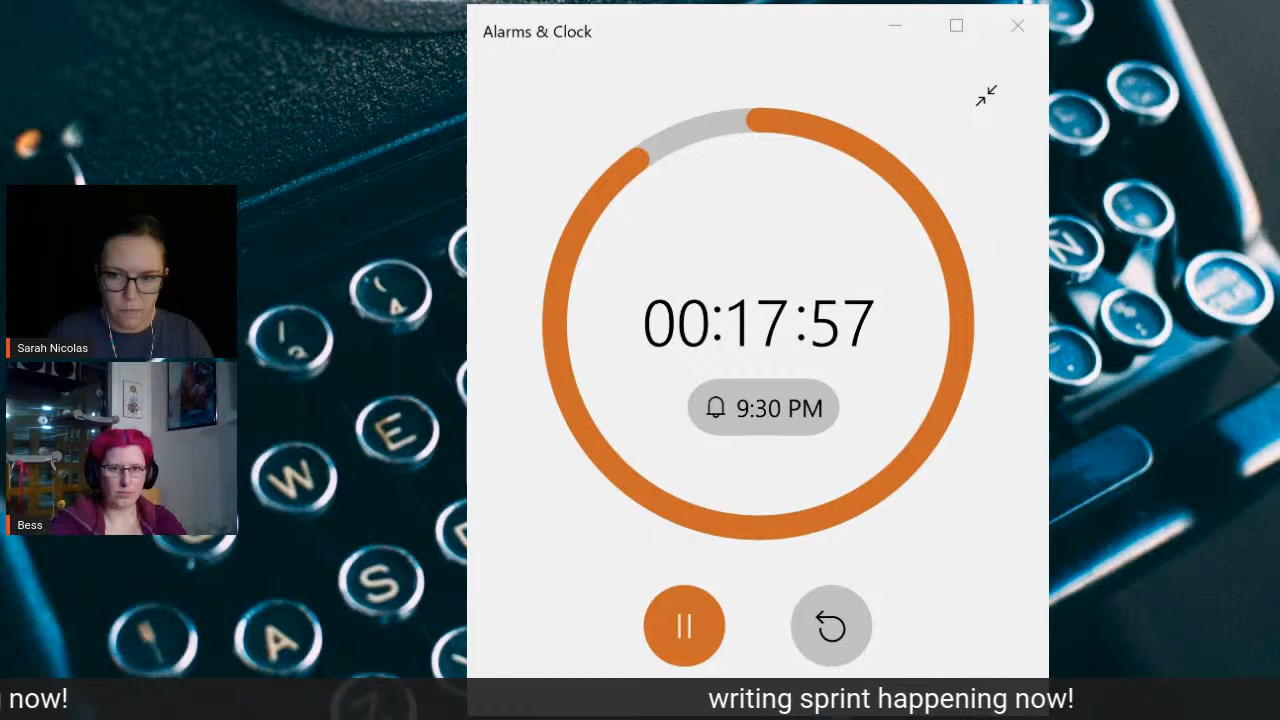 Alarms & Clock
00:17:57
9:30 PM
Sarah Nicolas
Bess
W
E
S
A
N
now!
writing sprint happening now!